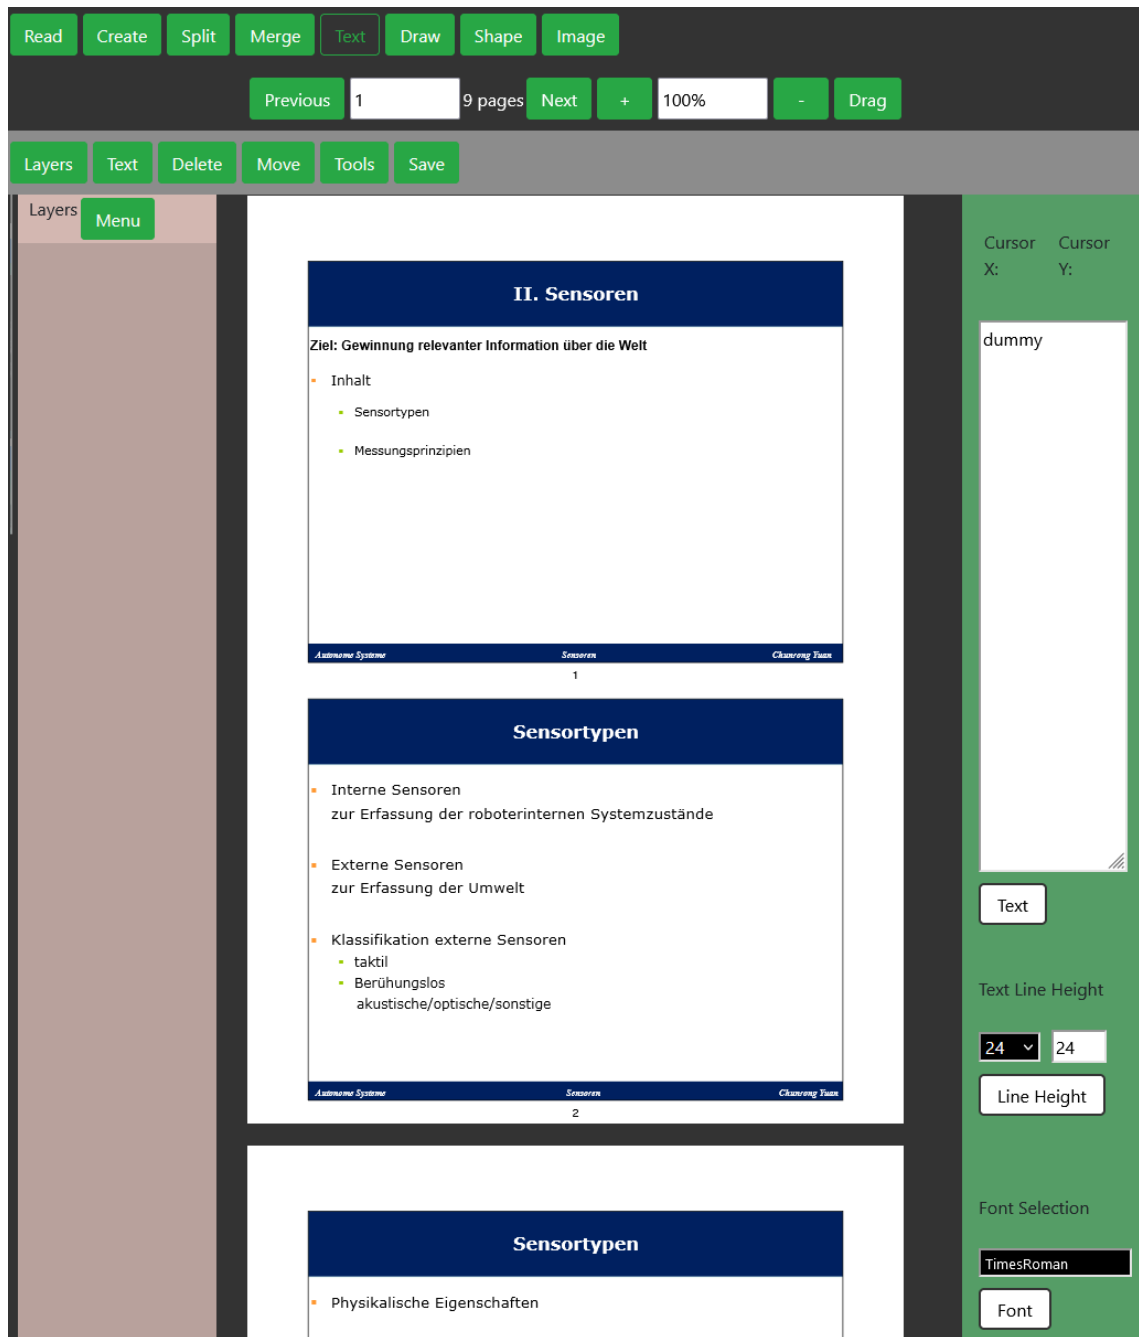 Read Create Split Merge Text Draw Shape Image
Previous 1 9 pages Next + 100% - Drag
Layers Text Delete Move Tools Save
Layers Menu
II. Sensoren
Ziel: Gewinnung relevanter Information über die Welt
Inhalt
Sensortypen
Messungsprinzipien
Autonome Systeme Sensoren Chunrong Yuan
1
Sensortypen
Interne Sensoren
zur Erfassung der roboterinternen Systemzustände
Externe Sensoren
zur Erfassung der Umwelt
Klassifikation externe Sensoren
taktil
Berühungslos
akustische/optische/sonstige
Autonome Systeme Sensoren Chunrong Yuan
2
Sensortypen
Physikalische Eigenschaften
Cursor Cursor
X: Y:
dummy
Text
Text Line Height
24 24
Line Height
Font Selection
TimesRoman
Font